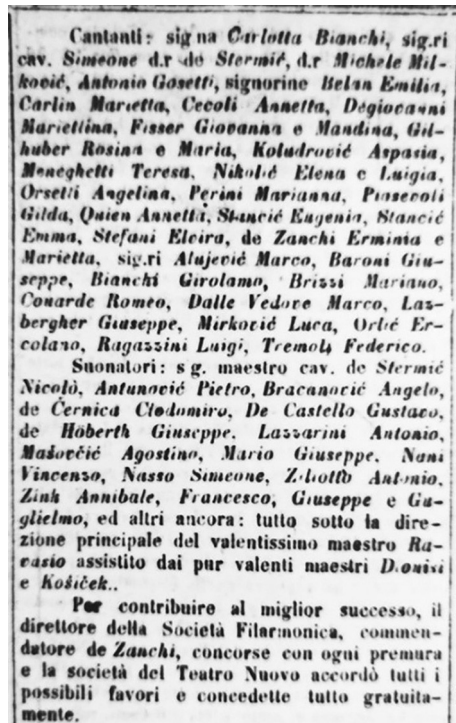 Cantanti: sig na Carlotta Bianchi, sig.ri
cav. Simeone d.r de Stermić, d.r Michele Mil-
ković, Antonio Gosetti, signorine Belan Emilia,
Carlin Marietta, Cecoli Annetta, Degiovanni
Mariettina, Fisser Giovanna e Mandina, Gil-
huber Rosina e Maria, Koludrović Aspasia,
Meneghetti Teresa, Nikolić Elena e Luigia,
Orsetti Angelina, Perini Marianna, Piasevoli
Gilda, Quien Annetta, Stancić Eugenia, Stancić
Emma, Stefani Elvira, de Zanchi Erminia e
Marietta, sig.ri Alujević Marco, Baroni Giu-
seppe, Bianchi Girolamo, Brizzi Mariano,
Conarde Romeo, Dalle Vedove Marco, Laz-
bergher Giuseppe, Mirković Luca, Orlić Er-
colano, Ragazzini Luigi, Tremoli Federico.
Suonatori: sig. maestro cav. de Stermić
Nicolò, Antunović Pietro, Bracanović Angelo,
de Černica Clodomiro, De Castello Gustavo,
de Höberth Giuseppe, Lazzarini Antonio,
Mašovčić Agostino, Mario Giuseppe, Nani
Vincenzo, Nasso Simeone, Ziliotto Antonio,
Zink Annibale, Francesco, Giuseppe e Gu-
glielmo, ed altri ancora: tutto sotto la dire-
zione principale del valentissimo maestro Ra-
vasio assistito dai pur valenti maestri Dionisi
e Košiček..
Per contribuire al miglior successo, il
direttore della Società Filarmonica, commen-
datore de Zanchi, concorse con ogni premura
e la società del Teatro Nuovo accordò tutti i
possibili favori e concedette tutto gratuita-
mente.